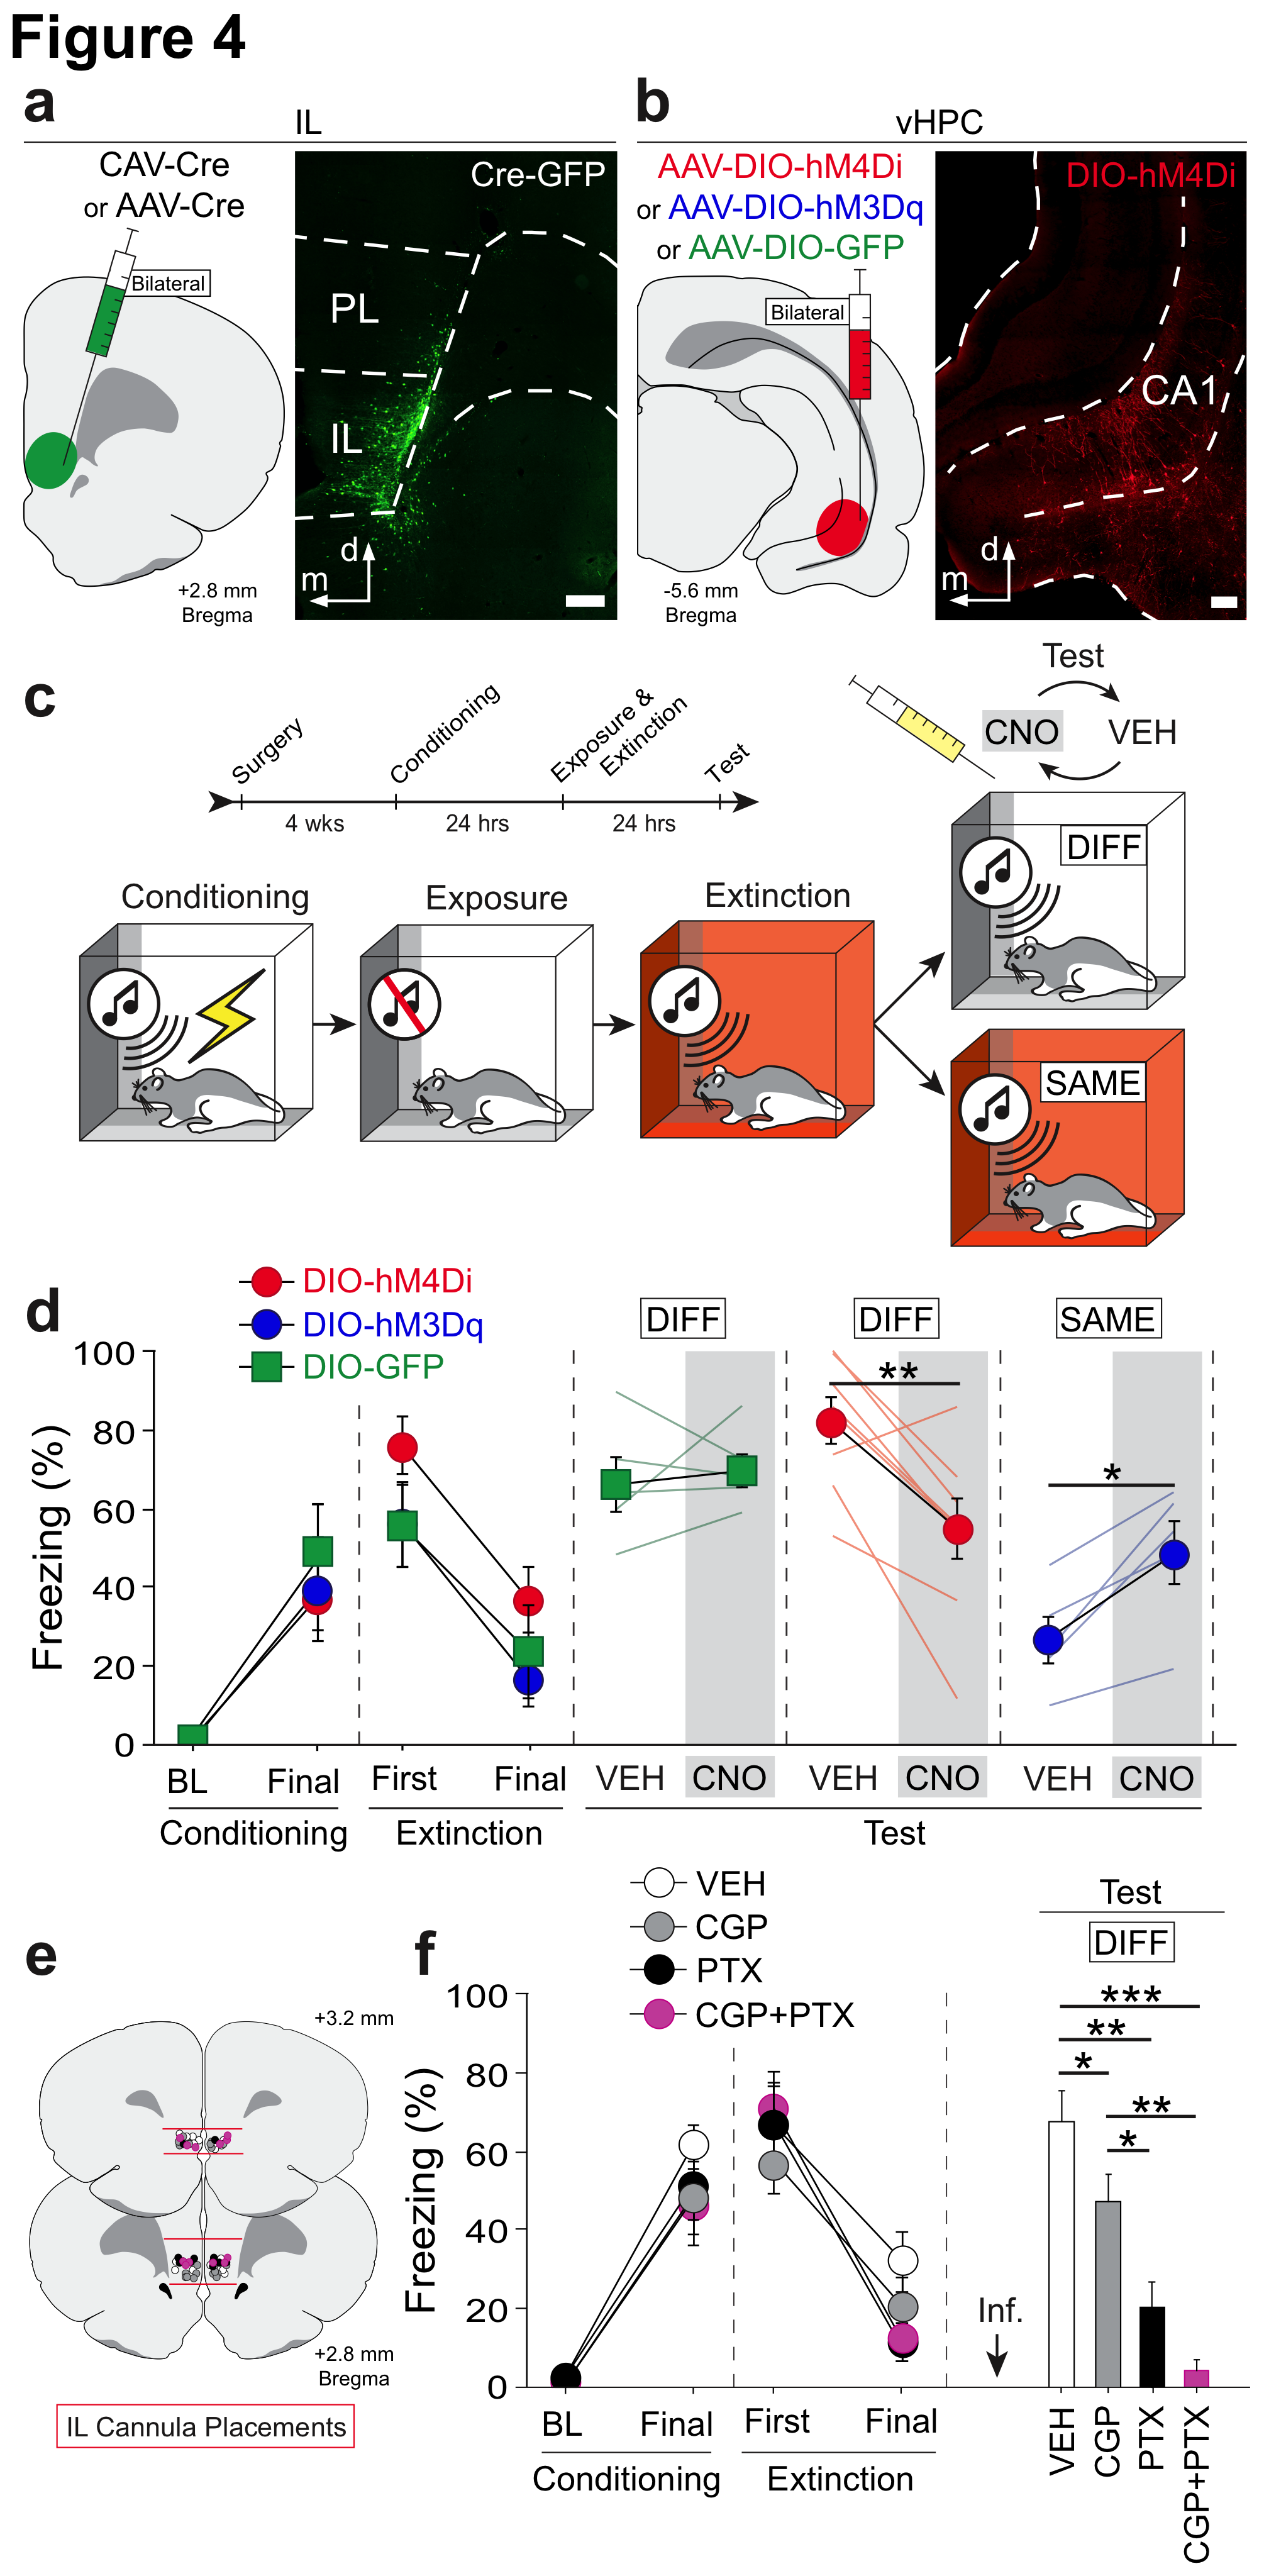 Figure 4
a
IL
CAV-Cre
or AAV-Cre
Bilateral
+2.8 mm
Bregma
Cre-GFP
PL
IL
d
m
b
vHPC
AAV-DIO-hM4Di
or AAV-DIO-hM3Dq
or AAV-DIO-GFP
Bilateral
-5.6 mm
Bregma
DIO-hM4Di
CA1
d
m
c
Surgery
Conditioning
Exposure &
Extinction
Test
4 wks
24 hrs
24 hrs
Test
CNO
VEH
Conditioning
Exposure
Extinction
DIFF
SAME
d
DIO-hM4Di
DIO-hM3Dq
DIO-GFP
DIFF
DIFF
SAME
**
*
Freezing (%)
100
80
60
40
20
0
BL
Final
First
Final
VEH
CNO
VEH
CNO
VEH
CNO
Conditioning
Extinction
Test
e
+3.2 mm
+2.8 mm
Bregma
IL Cannula Placements
f
VEH
CGP
PTX
CGP+PTX
Test
DIFF
***
**
*
**
*
Freezing (%)
100
80
60
40
20
0
Inf.
BL
Final
First
Final
Conditioning
Extinction
VEH
CGP
PTX
CGP+PTX